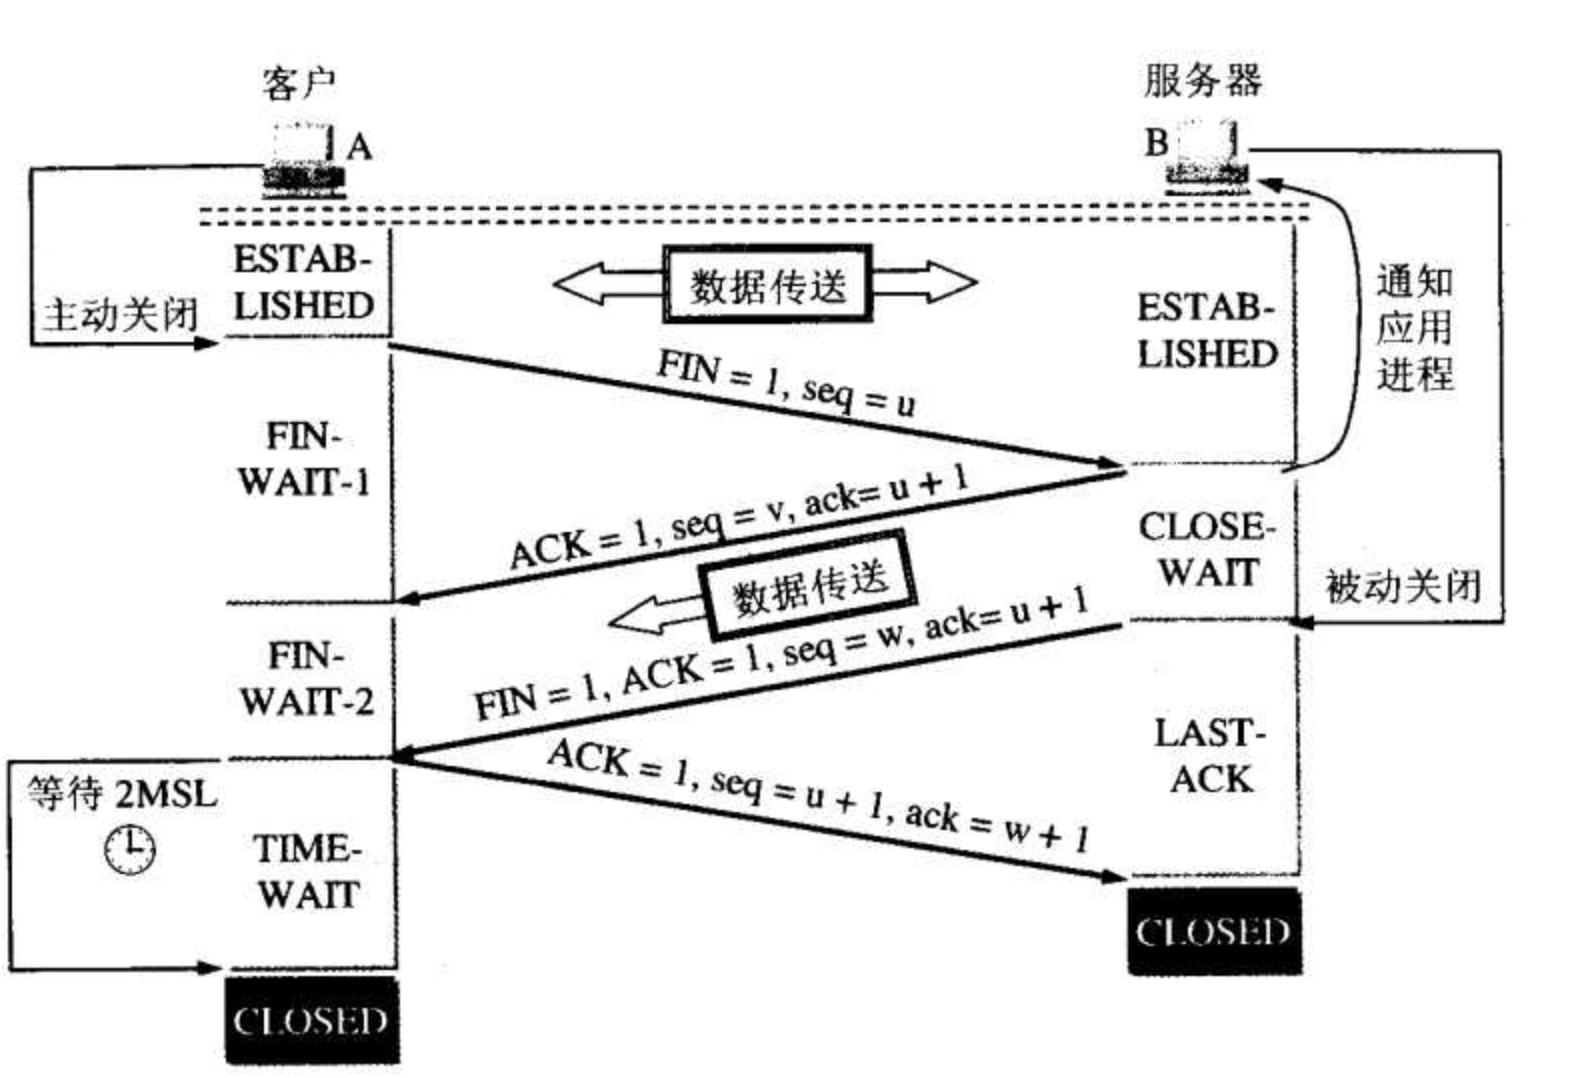 客户
服务器
A
B
ESTAB-
LISHED
数据传送
ESTAB-
LISHED
通知
应用
进程
主动关闭
FIN = 1, seq = u
FIN-
WAIT-1
ACK = 1, seq = v, ack= u + 1
CLOSE-
WAIT
数据传送
被动关闭
FIN = 1, ACK = 1, seq = w, ack= u + 1
FIN-
WAIT-2
ACK = 1, seq = u + 1, ack = w + 1
LAST-
ACK
等待 2MSL
TIME-
WAIT
CLOSED
CLOSED